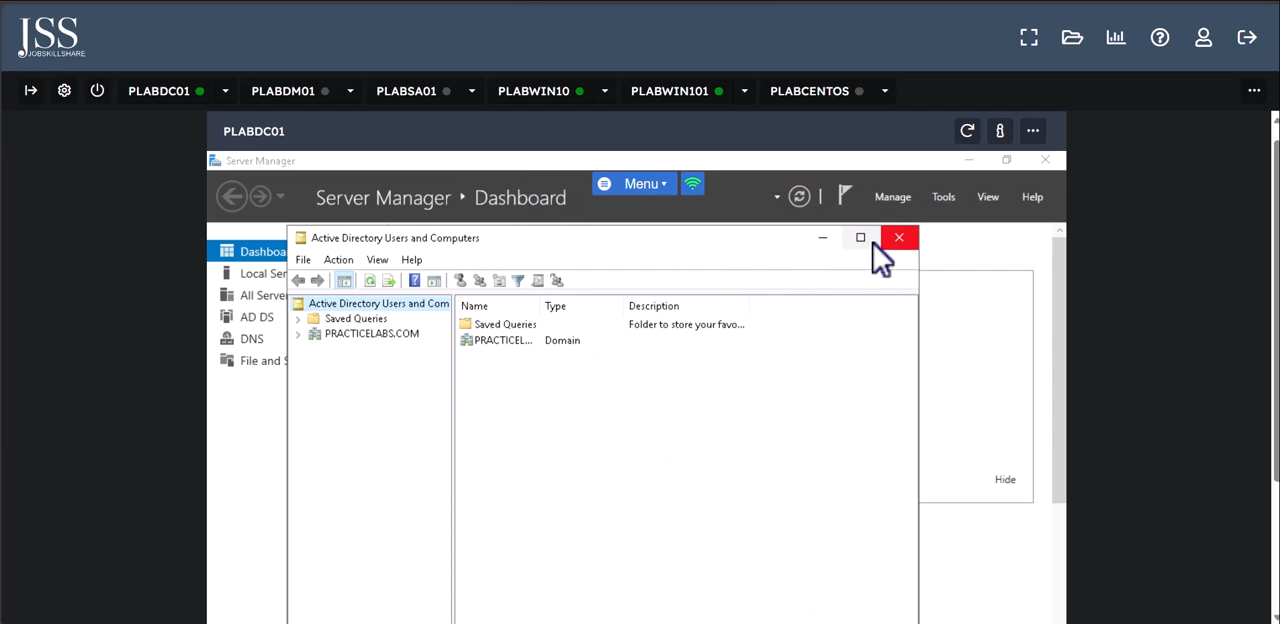 JSS
JOBSKILLSHARE
PLABDC01 PLABDM01 PLABSA01 PLABWIN10 PLABWIN101 PLABCENTOS
PLABDC01
Server Manager
Server Manager Dashboard
Menu
Manage Tools View Help
Dashboa
Local Ser
All Server
AD DS
DNS
File and S
Active Directory Users and Computers
File Action View Help
Active Directory Users and Com
Saved Queries
PRACTICELABS.COM
Name Type Description
Saved Queries Folder to store your favo...
PRACTICEL... Domain
Hide